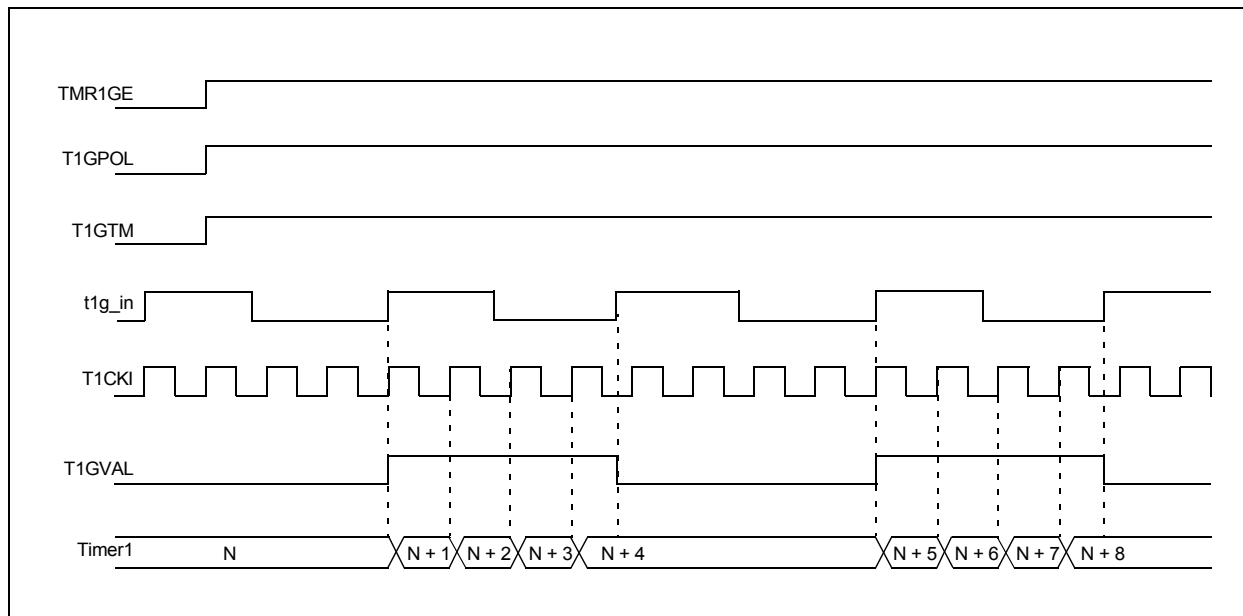 TMR1GE
T1GPOL
T1GTM
t1g_in
T1CKI
T1GVAL
Timer1 N N + 1 N + 2 N + 3 N + 4 N + 5 N + 6 N + 7 N + 8